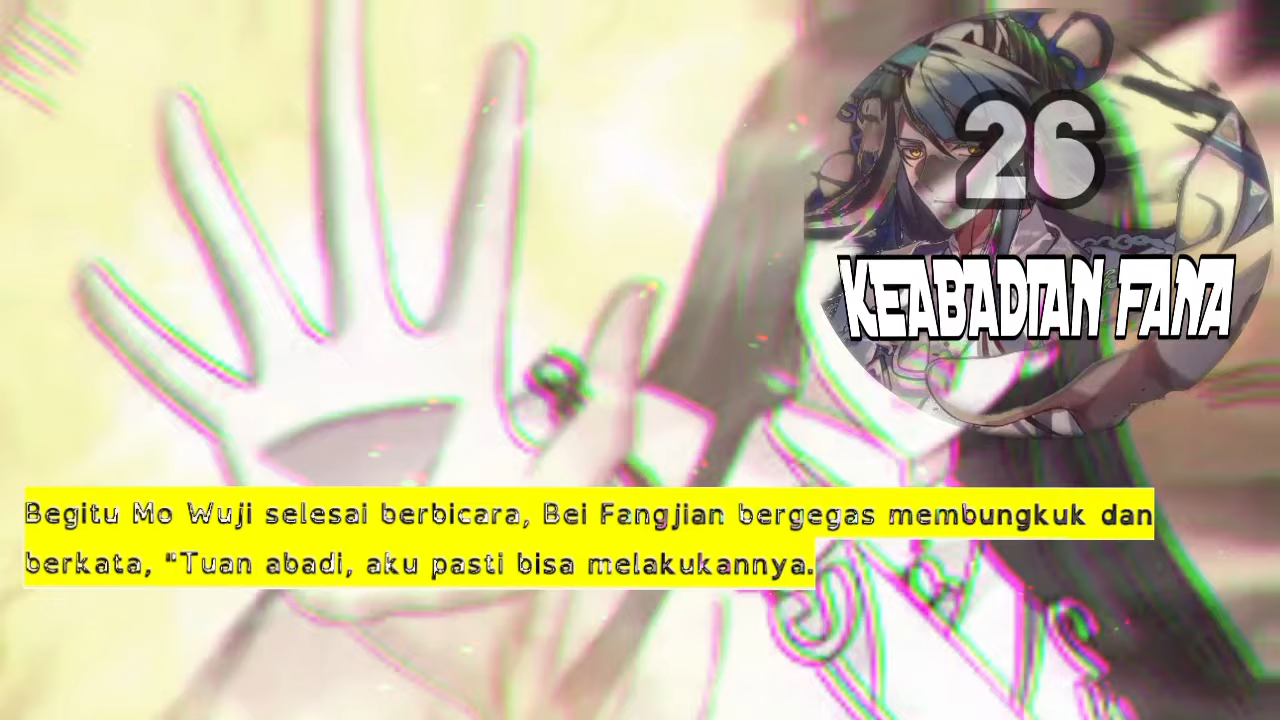 26
KEABADIAN FANA
Begitu Mo Wuji selesai berbicara, Bei Fangjian bergegas membungkuk dan
berkata, "Tuan abadi, aku pasti bisa melakukannya.